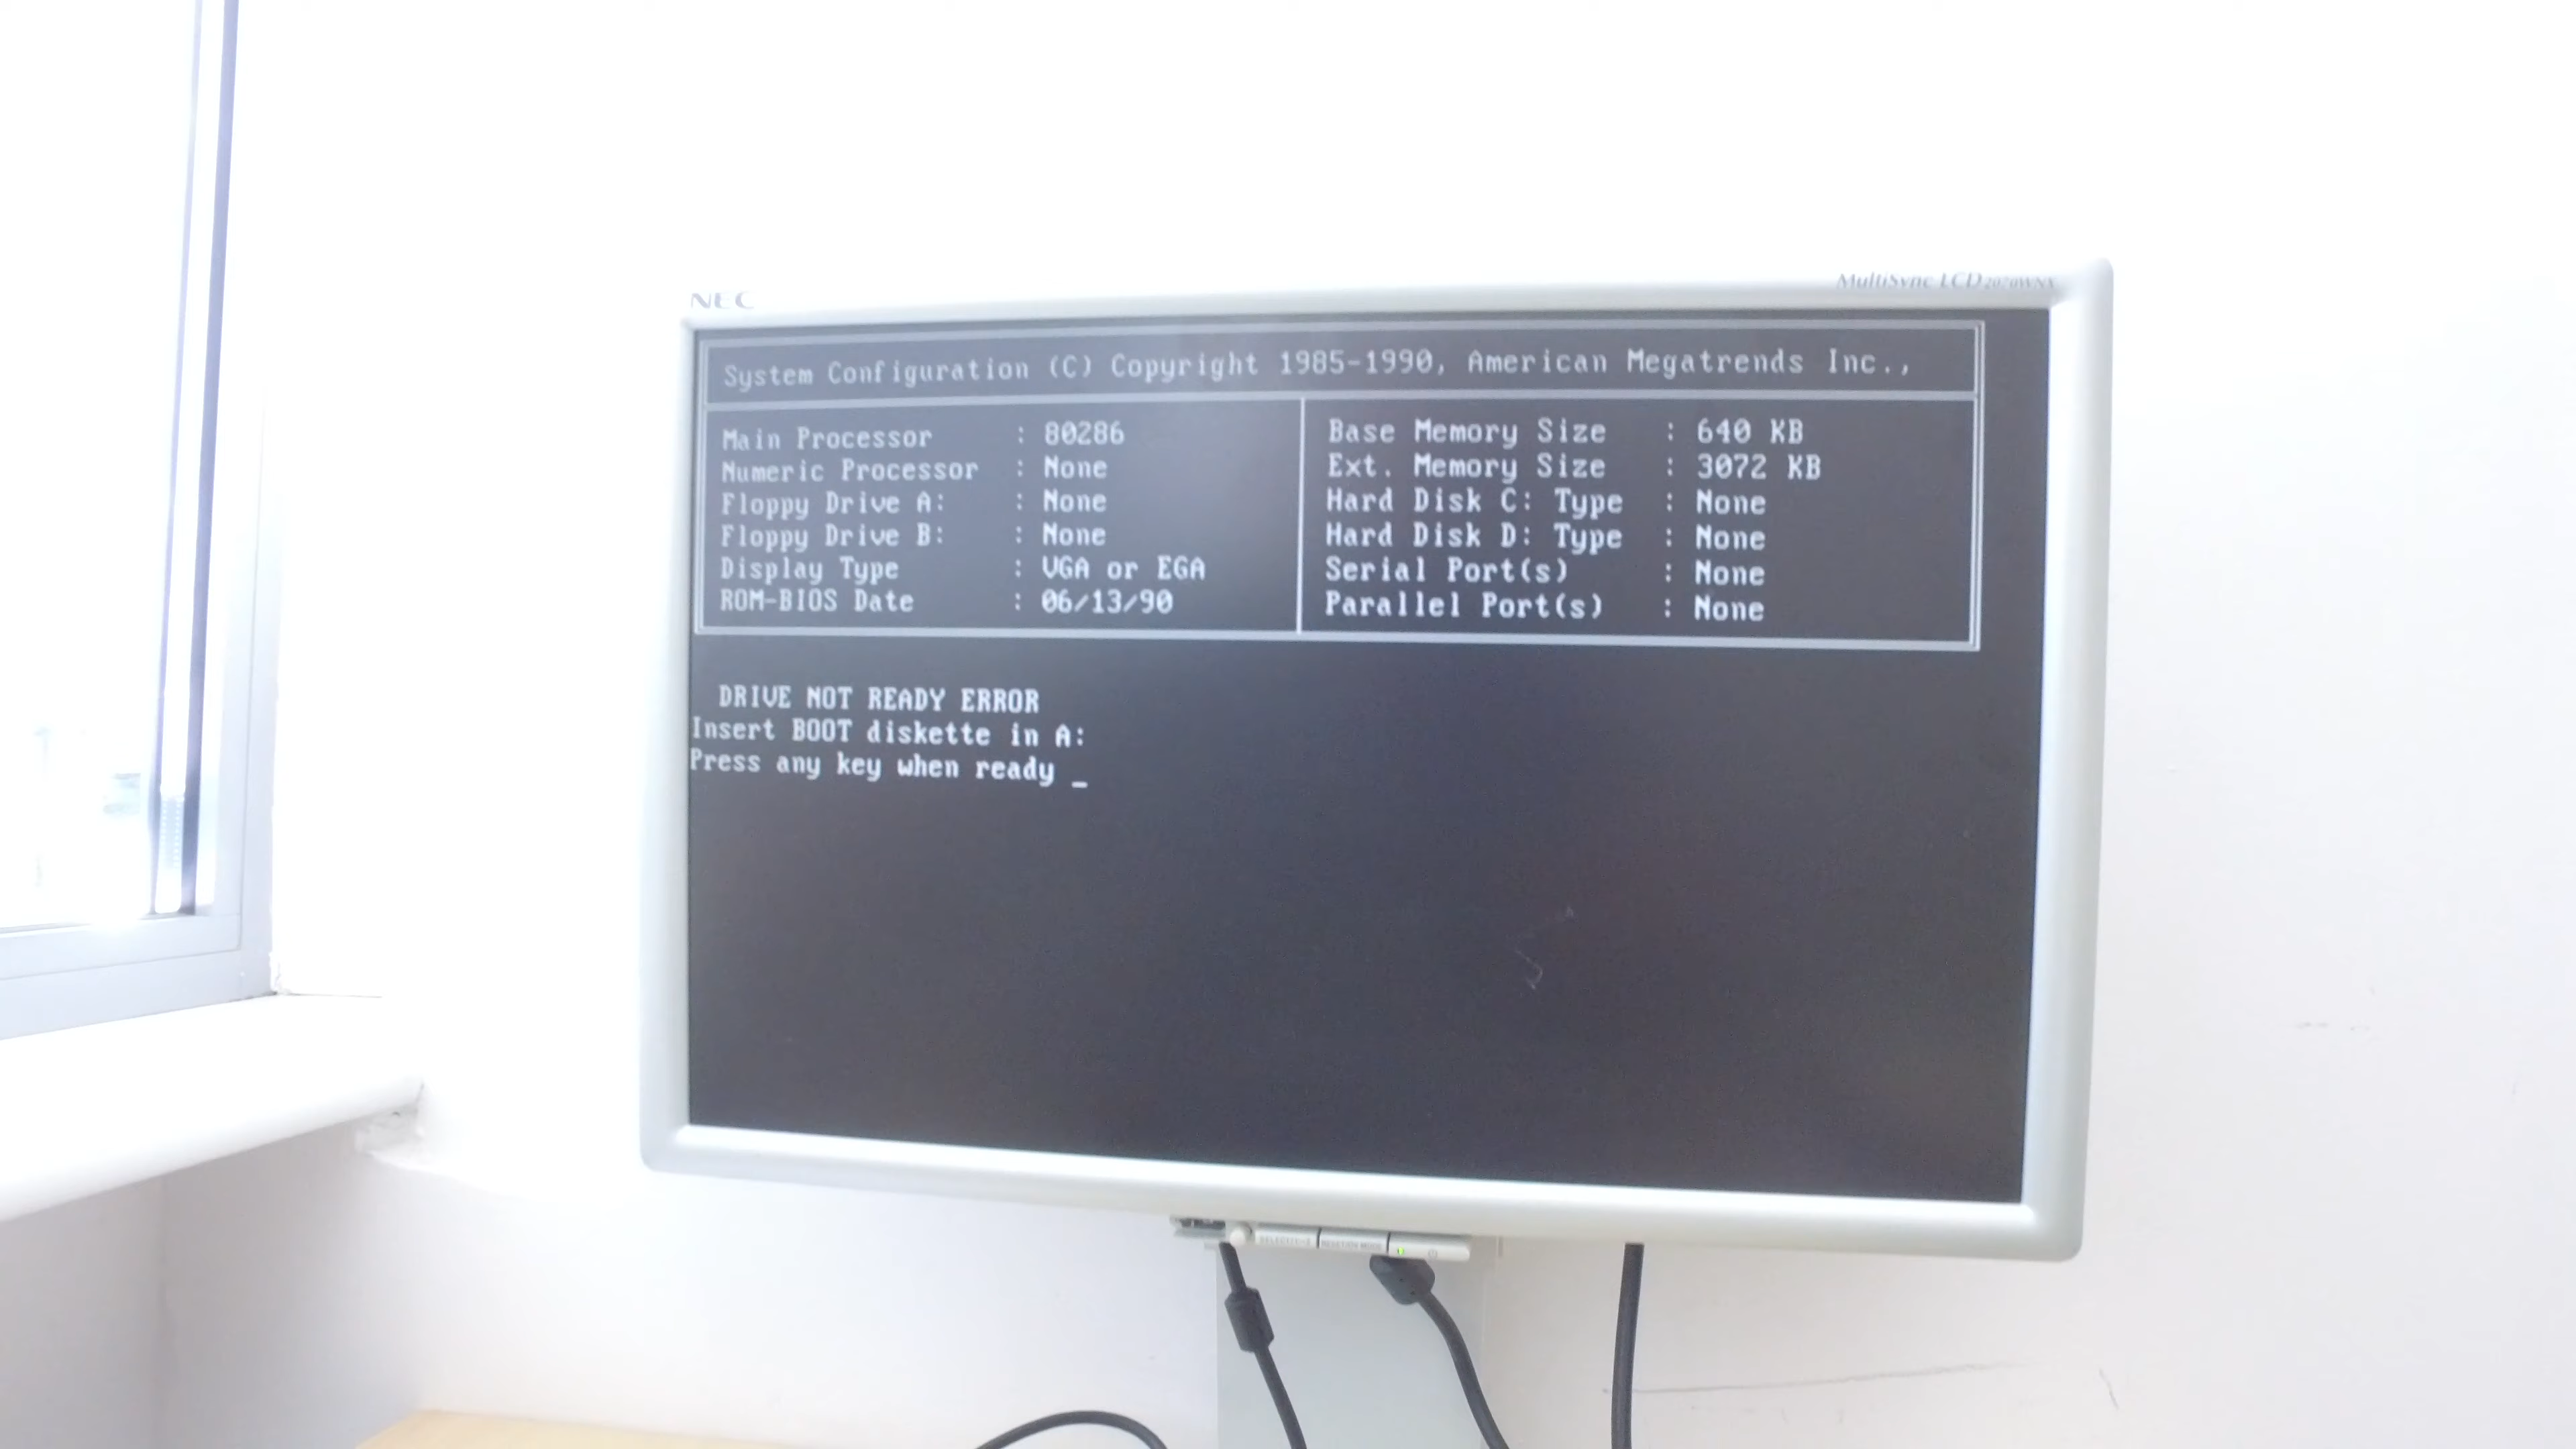 NEC
MultiSync LCD 2070WNX
System Configuration (C) Copyright 1985-1990, American Megatrends Inc.,
Main Processor : 80286
Numeric Processor : None
Floppy Drive A: : None
Floppy Drive B: : None
Display Type : VGA or EGA
ROM-BIOS Date : 06/13/90
Base Memory Size : 640 KB
Ext. Memory Size : 3072 KB
Hard Disk C: Type : None
Hard Disk D: Type : None
Serial Port(s) : None
Parallel Port(s) : None
DRIVE NOT READY ERROR
Insert BOOT diskette in A:
Press any key when ready _